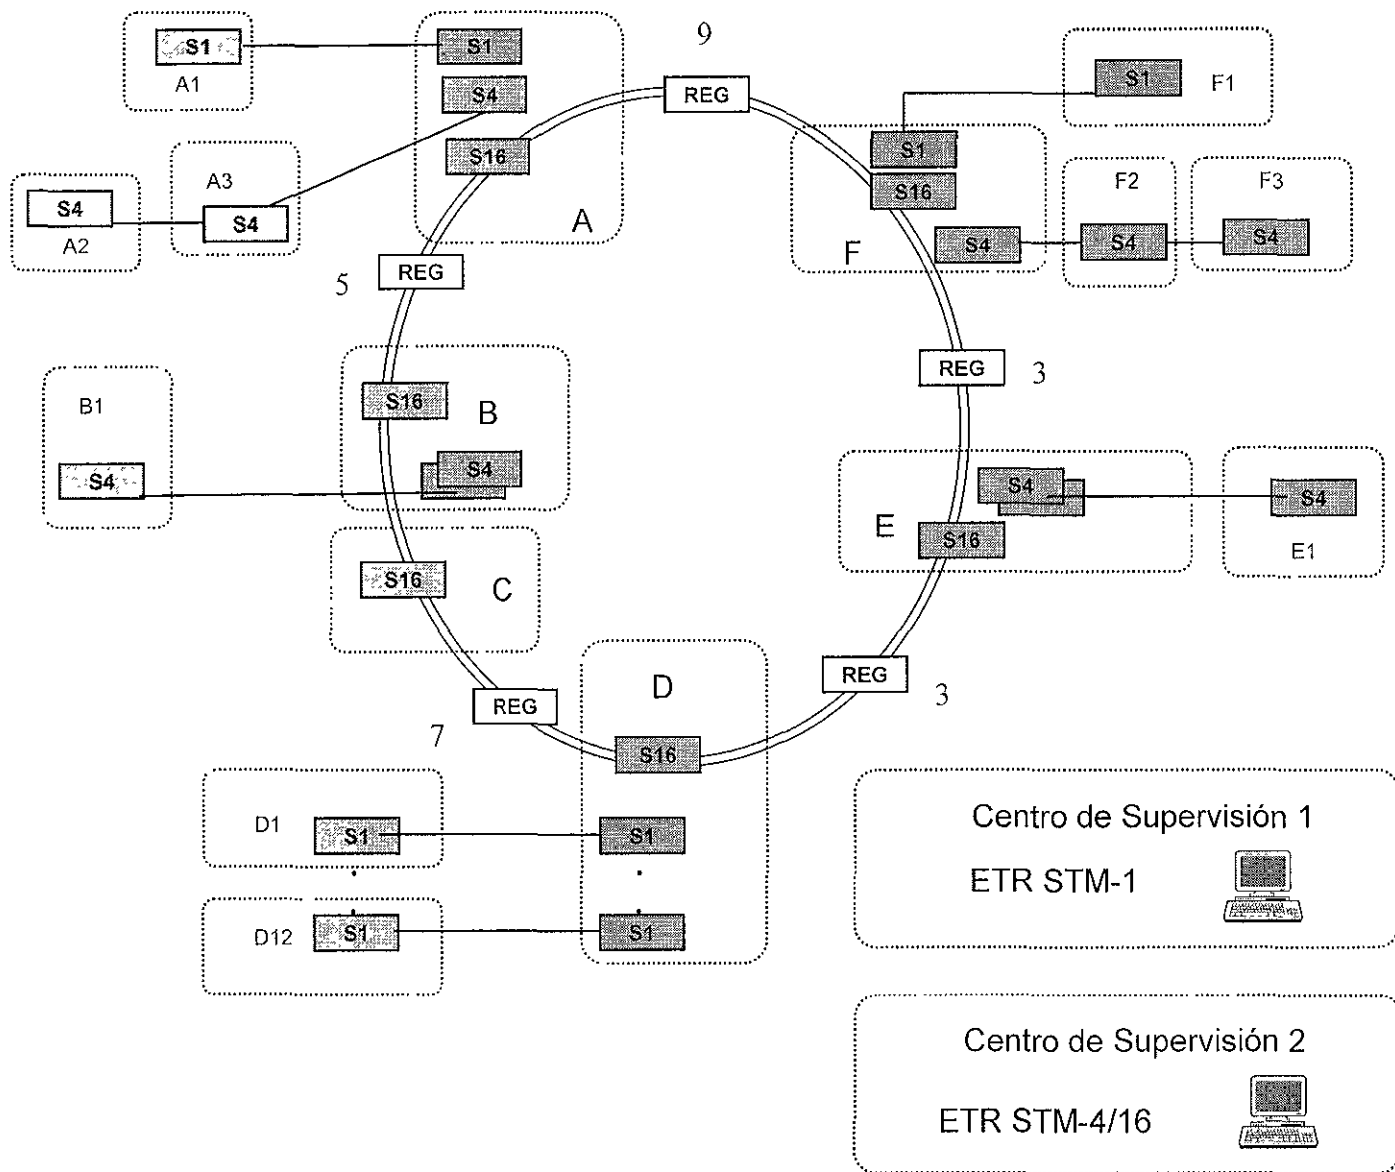 9
S1
S1
A1
S4
REG
S1
F1
S16
S1
A3
S4
S4
A2
A
S16
F2
F3
F
S4
S4
S4
REG
5
REG
3
B1
S16
B
S4
S4
S4
S4
E
S16
E1
S16
C
D
REG
3
REG
7
S16
D1
S1
S1
D12
S1
S1
Centro de Supervisión 1
ETR STM-1
Centro de Supervisión 2
ETR STM-4/16